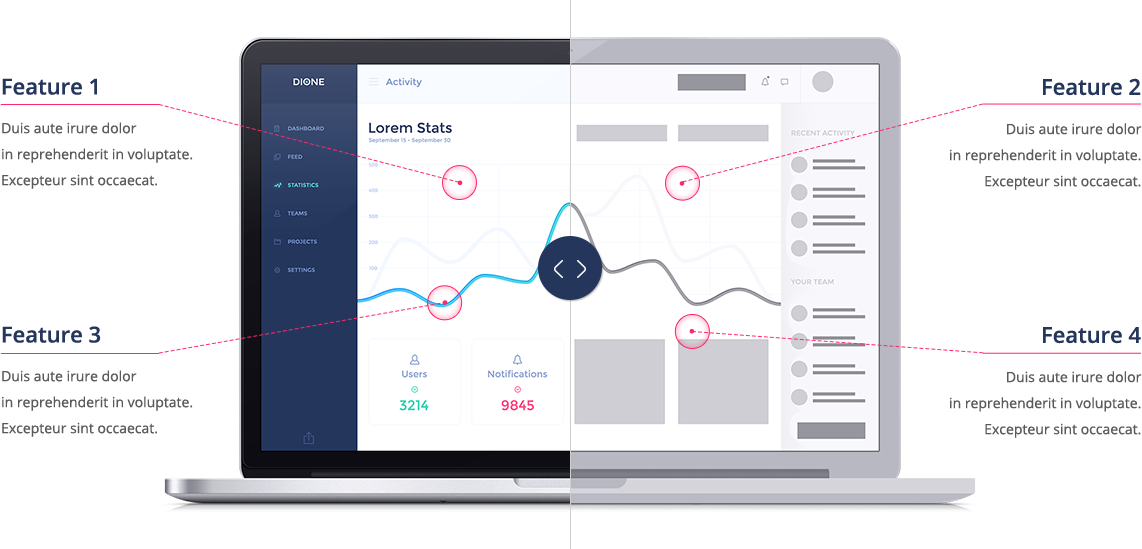 Feature 1
Duis aute irure dolor
in reprehenderit in voluptate.
Excepteur sint occaecat.
Feature 2
Duis aute irure dolor
in reprehenderit in voluptate.
Excepteur sint occaecat.
Feature 3
Duis aute irure dolor
in reprehenderit in voluptate.
Excepteur sint occaecat.
Feature 4
Duis aute irure dolor
in reprehenderit in voluptate.
Excepteur sint occaecat.
DIONE
DASHBOARD
FEED
STATISTICS
TEAMS
PROJECTS
SETTINGS
Activity
Lorem Stats
September 15 - September 30
500
400
300
200
100
Users
3214
Notifications
9845
RECENT ACTIVITY
YOUR TEAM